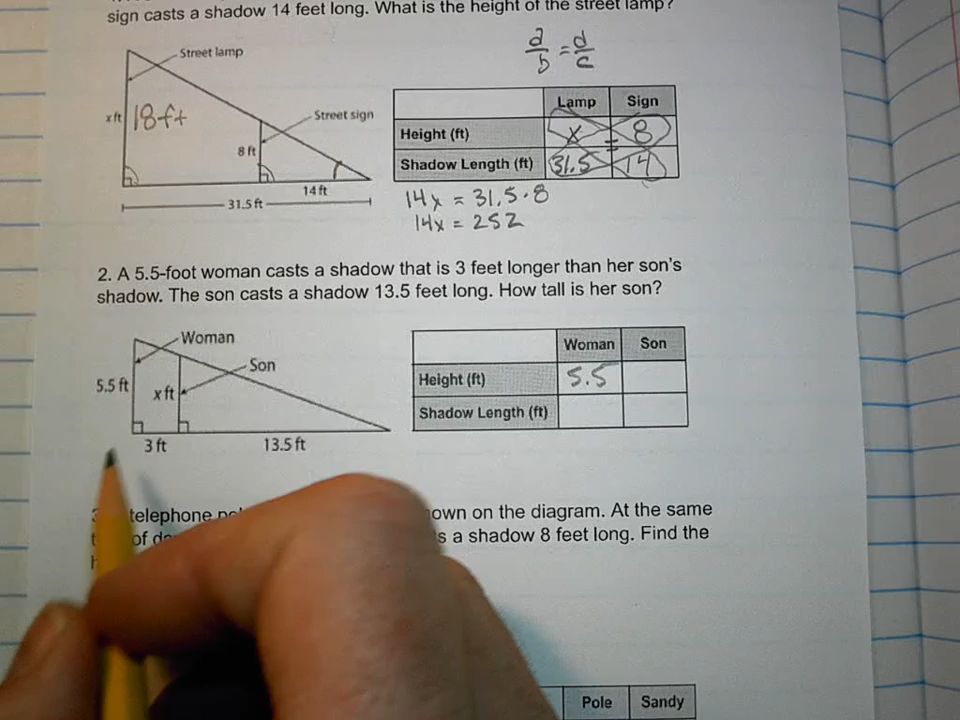 sign casts a shadow 14 feet long. What is the height of the street lamp?
Street lamp
x ft
18ft
Street sign
8 ft
14 ft
31.5 ft
a/b = d/c
Lamp Sign
Height (ft) x = 8
Shadow Length (ft) 31.5 14
14x = 31.5 · 8
14x = 252
2. A 5.5-foot woman casts a shadow that is 3 feet longer than her son's
shadow. The son casts a shadow 13.5 feet long. How tall is her son?
Woman
Son
5.5 ft
x ft
3 ft
13.5 ft
Woman Son
Height (ft) 5.5
Shadow Length (ft)
telephone own on the diagram. At the same
of s a shadow 8 feet long. Find the
Pole Sandy